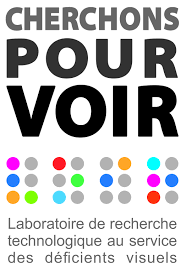 CHERCHONS
POUR
VOIR
Laboratoire de recherche
technologique au service
des déficients visuels